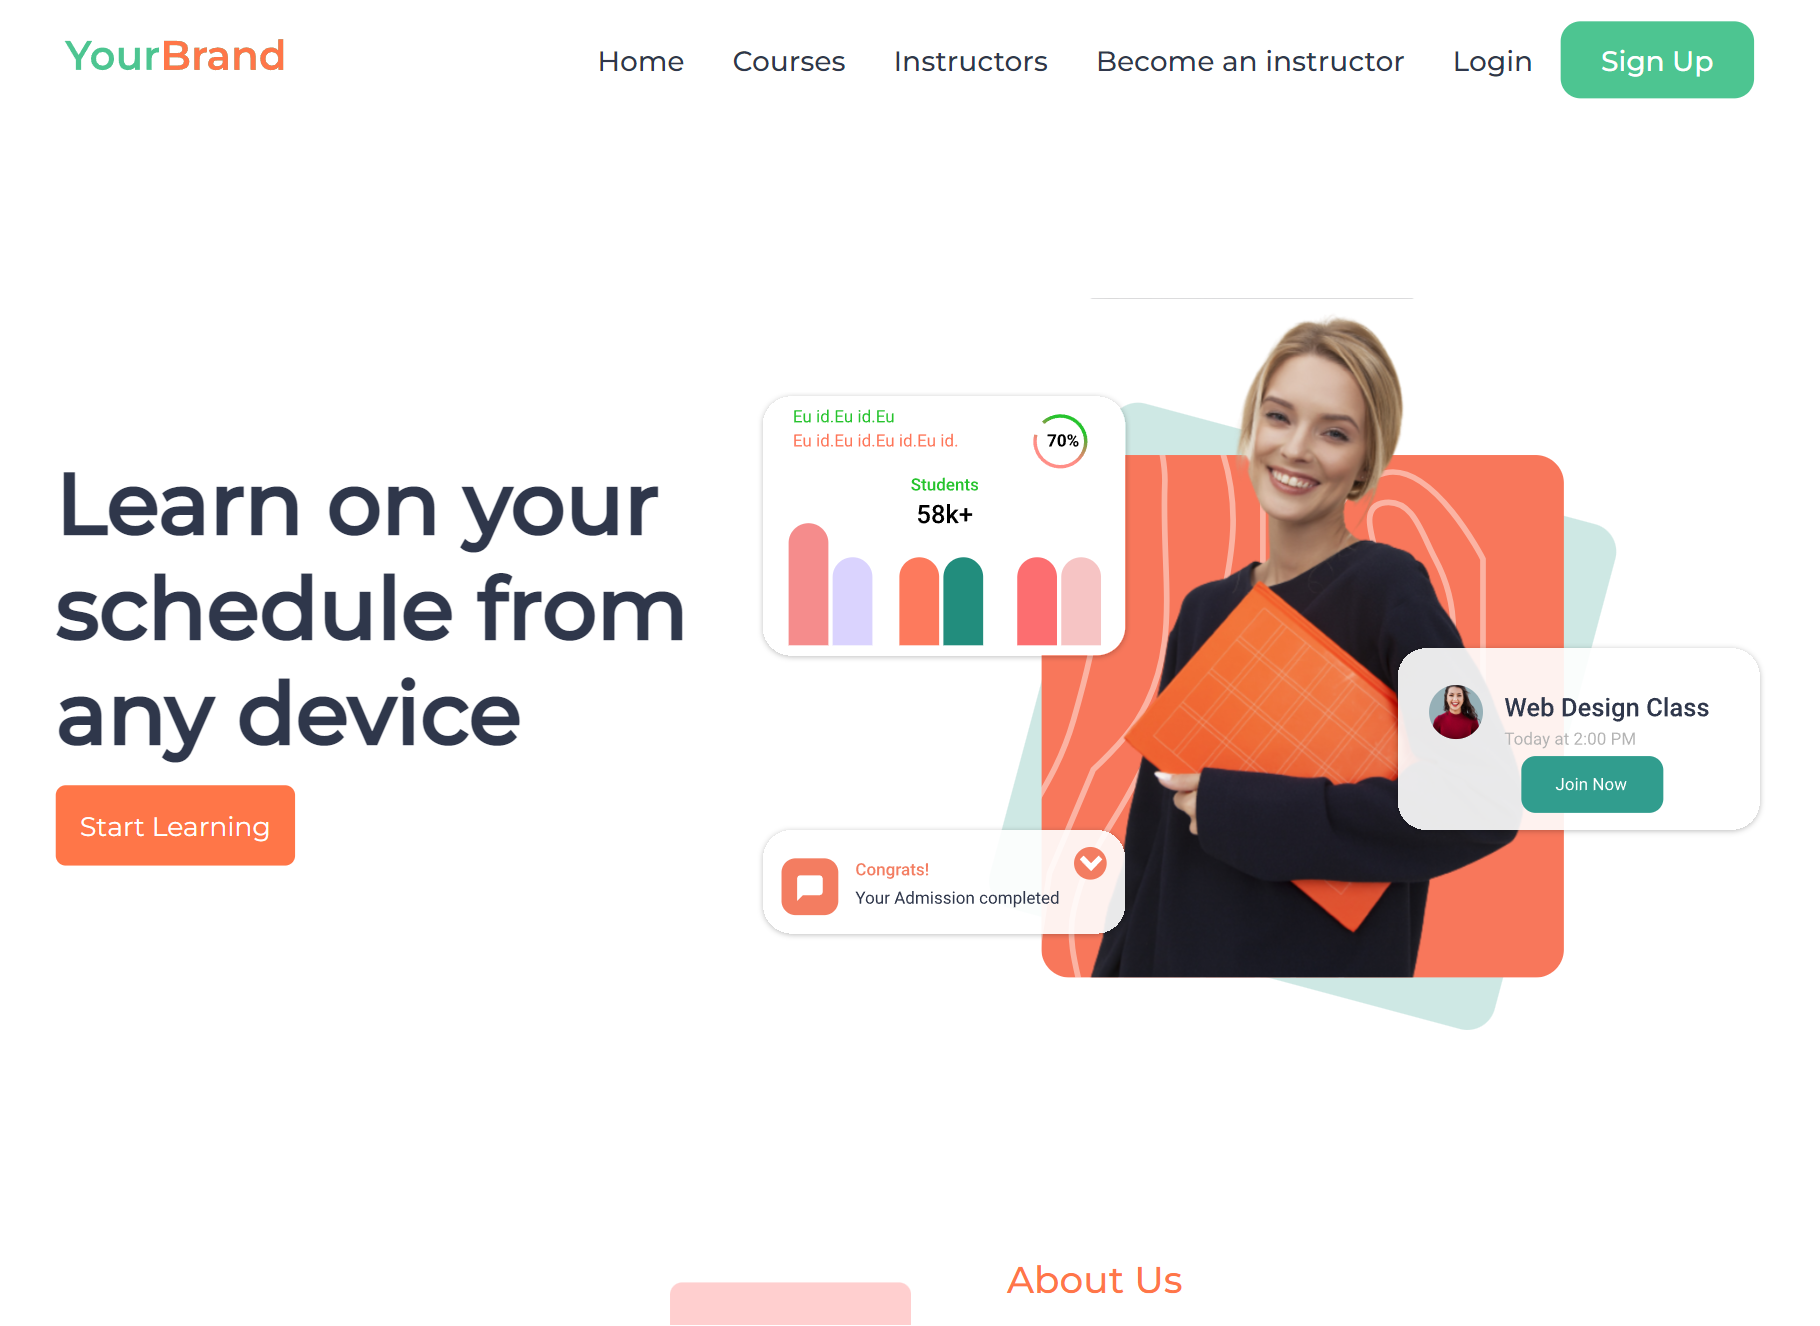 YourBrand
Home Courses Instructors Become an instructor Login Sign Up
Learn on your
schedule from
any device
Start Learning
Eu id.Eu id.Eu
Eu id.Eu id.Eu id.Eu id.
70%
Students
58k+
Web Design Class
Today at 2:00 PM
Join Now
Congrats!
Your Admission completed
About Us